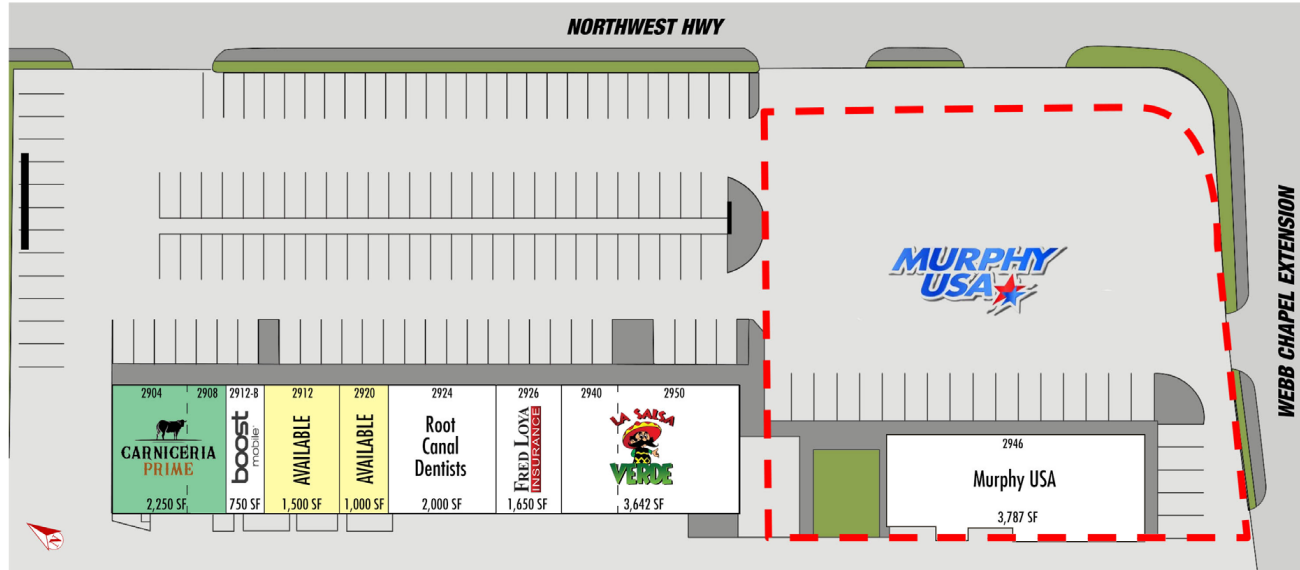 NORTHWEST HWY
WEBB CHAPEL EXTENSION
MURPHY
USA
2904
2908
CARNICERIA
PRIME
2,250 SF
2912-B
boost
mobile
750 SF
2912
AVAILABLE
1,500 SF
2920
AVAILABLE
1,000 SF
2924
Root
Canal
Dentists
2,000 SF
2926
FRED LOYA
INSURANCE
1,650 SF
2940
2950
LA SALSA
VERDE
3,642 SF
2946
Murphy USA
3,787 SF
N